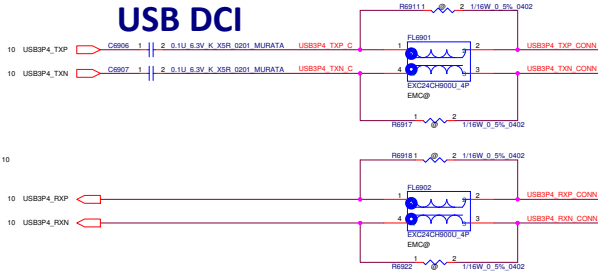 USB DCI
R6911 1 @ 2 1/16W_0_5%_0402
10 USB3P4_TXP C6906 1 2 0.1U_6.3V_K_X5R_0201_MURATA USB3P4_TXP_C 1 FL6901 2 USB3P4_TXP_CONN
10 USB3P4_TXN C6907 1 2 0.1U_6.3V_K_X5R_0201_MURATA USB3P4_TXN_C 4 3 USB3P4_TXN_CONN
EXC24CH900U_4P
EMC@
R6917 1 @ 2 1/16W_0_5%_0402
10
R6918 1 @ 2 1/16W_0_5%_0402
FL6902
10 USB3P4_RXP 1 2 USB3P4_RXP_CONN
10 USB3P4_RXN 4 3 USB3P4_RXN_CONN
EXC24CH900U_4P
EMC@
R6922 1 @ 2 1/16W_0_5%_0402